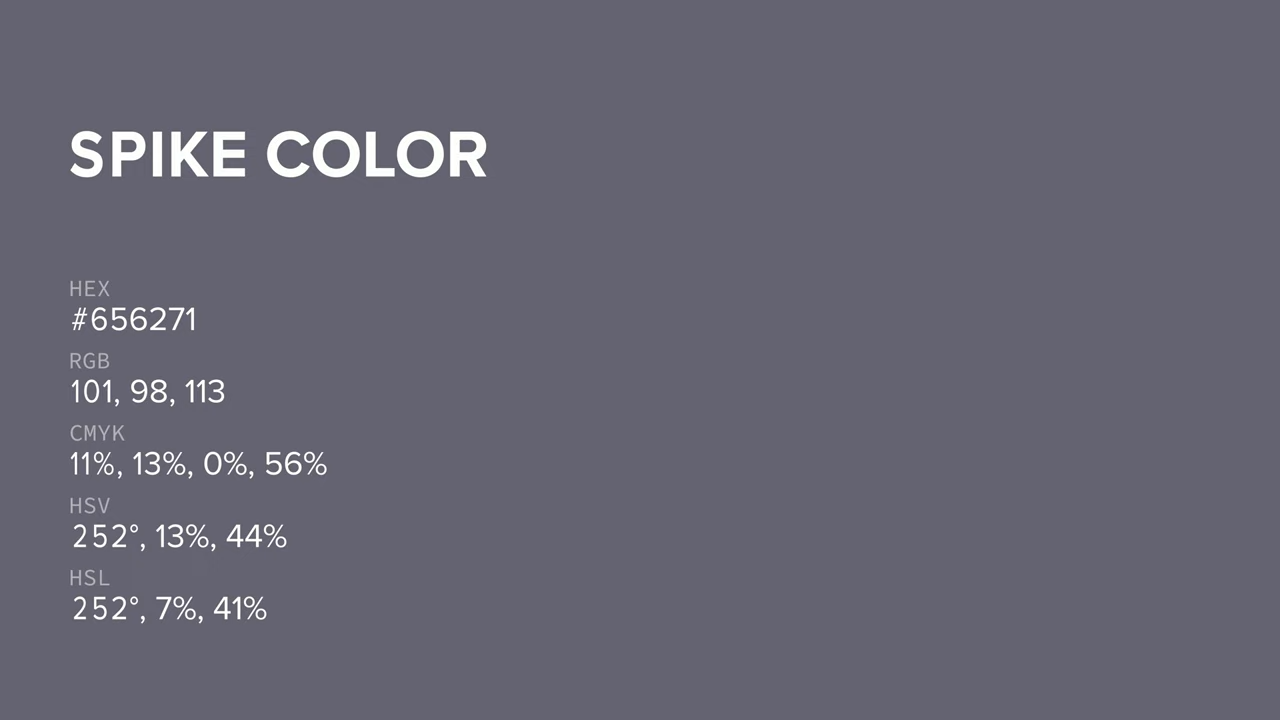 SPIKE COLOR
HEX
#656271
RGB
101, 98, 113
CMYK
11%, 13%, 0%, 56%
HSV
252°, 13%, 44%
HSL
252°, 7%, 41%